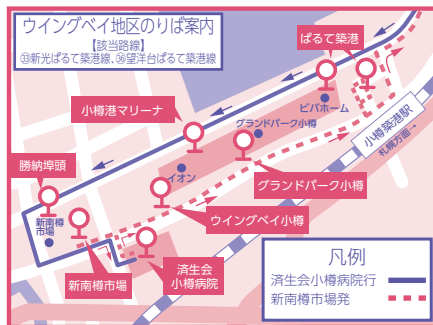 ウイングベイ地区のりば案内
【該当路線】
㉝新光ぱるて築港線、㊱望洋台ぱるて築港線
ぱるて築港
ビバホーム
小樽港マリーナ
グランドパーク小樽
小樽築港駅
札幌方面→
イオン
勝納埠頭
グランドパーク小樽
新南樽
市場
ウイングベイ小樽
新南樽市場
済生会
小樽病院
凡例
済生会小樽病院行
新南樽市場発